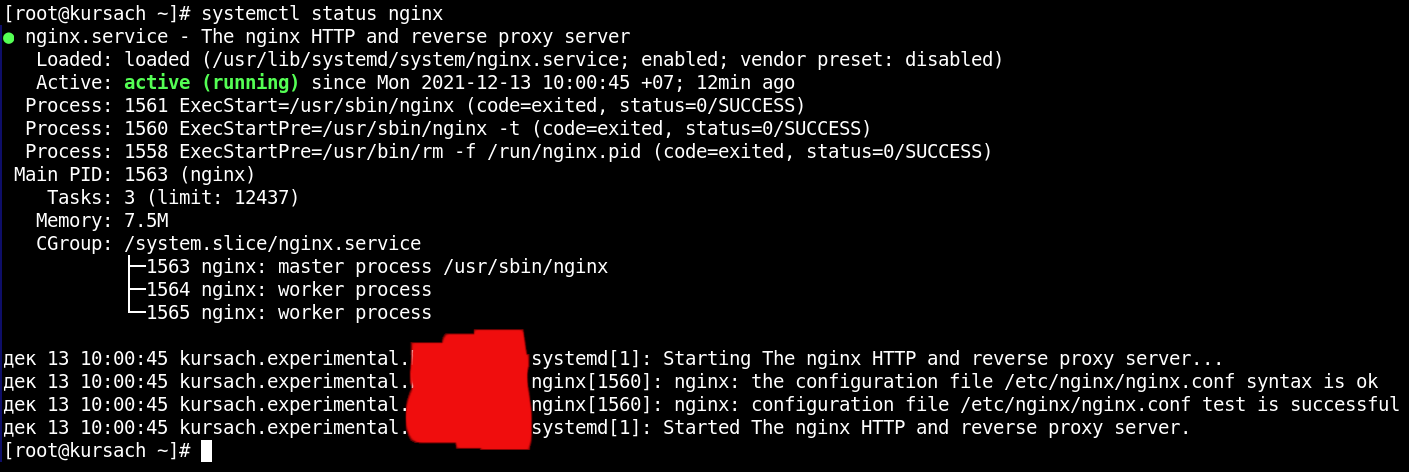 [root@kursach ~]# systemctl status nginx
● nginx.service - The nginx HTTP and reverse proxy server
   Loaded: loaded (/usr/lib/systemd/system/nginx.service; enabled; vendor preset: disabled)
   Active: active (running) since Mon 2021-12-13 10:00:45 +07; 12min ago
  Process: 1561 ExecStart=/usr/sbin/nginx (code=exited, status=0/SUCCESS)
  Process: 1560 ExecStartPre=/usr/sbin/nginx -t (code=exited, status=0/SUCCESS)
  Process: 1558 ExecStartPre=/usr/bin/rm -f /run/nginx.pid (code=exited, status=0/SUCCESS)
 Main PID: 1563 (nginx)
    Tasks: 3 (limit: 12437)
   Memory: 7.5M
   CGroup: /system.slice/nginx.service
           ├─1563 nginx: master process /usr/sbin/nginx
           ├─1564 nginx: worker process
           └─1565 nginx: worker process
дек 13 10:00:45 kursach.experimental. systemd[1]: Starting The nginx HTTP and reverse proxy server...
дек 13 10:00:45 kursach.experimental. nginx[1560]: nginx: the configuration file /etc/nginx/nginx.conf syntax is ok
дек 13 10:00:45 kursach.experimental. nginx[1560]: nginx: configuration file /etc/nginx/nginx.conf test is successful
дек 13 10:00:45 kursach.experimental. systemd[1]: Started The nginx HTTP and reverse proxy server.
[root@kursach ~]#